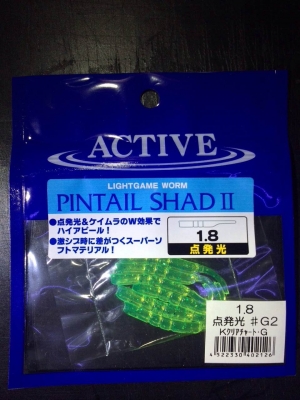 ACTIVE
LIGHTGAME WORM
PINTAIL SHAD II
●点発光&ケイムラのW効果で
ハイアピール!
●激シブ時に差がつくスーパーソ
フトマテリアル!
1.8
点発光
1.8
点発光 #G2
Kクリアチャート・G
4522330402126